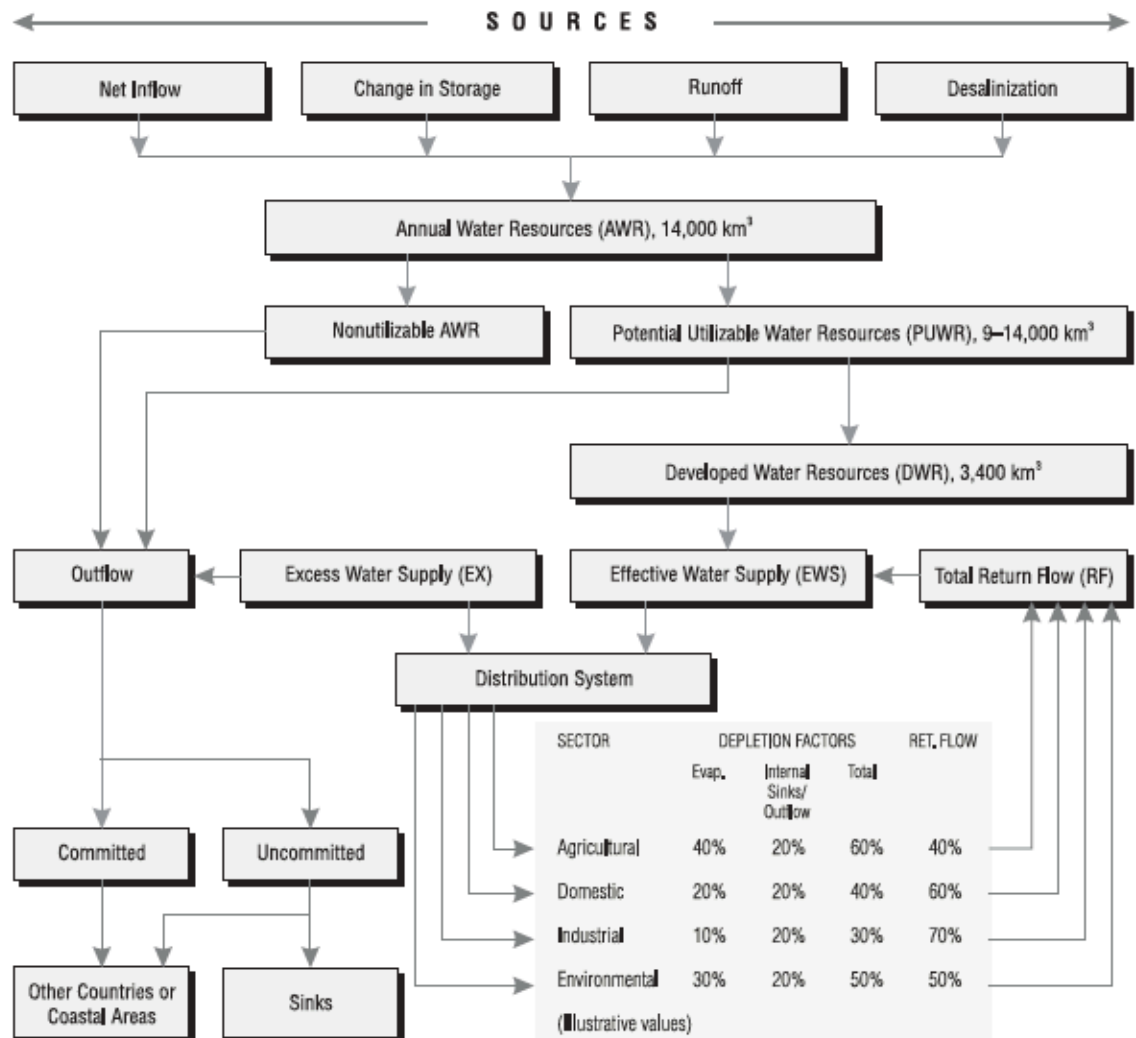 SOURCES
Net Inflow
Change in Storage
Runoff
Desalinization
Annual Water Resources (AWR), 14,000 km³
Nonutilizable AWR
Potential Utilizable Water Resources (PUWR), 9–14,000 km³
Developed Water Resources (DWR), 3,400 km³
Outflow
Excess Water Supply (EX)
Effective Water Supply (EWS)
Total Return Flow (RF)
Distribution System
SECTOR DEPLETION FACTORS RET. FLOW
Evap. Internal Total
Sinks/
Outflow
Agricultural 40% 20% 60% 40%
Domestic 20% 20% 40% 60%
Industrial 10% 20% 30% 70%
Environmental 30% 20% 50% 50%
(Illustrative values)
Committed
Uncommitted
Other Countries or
Coastal Areas
Sinks